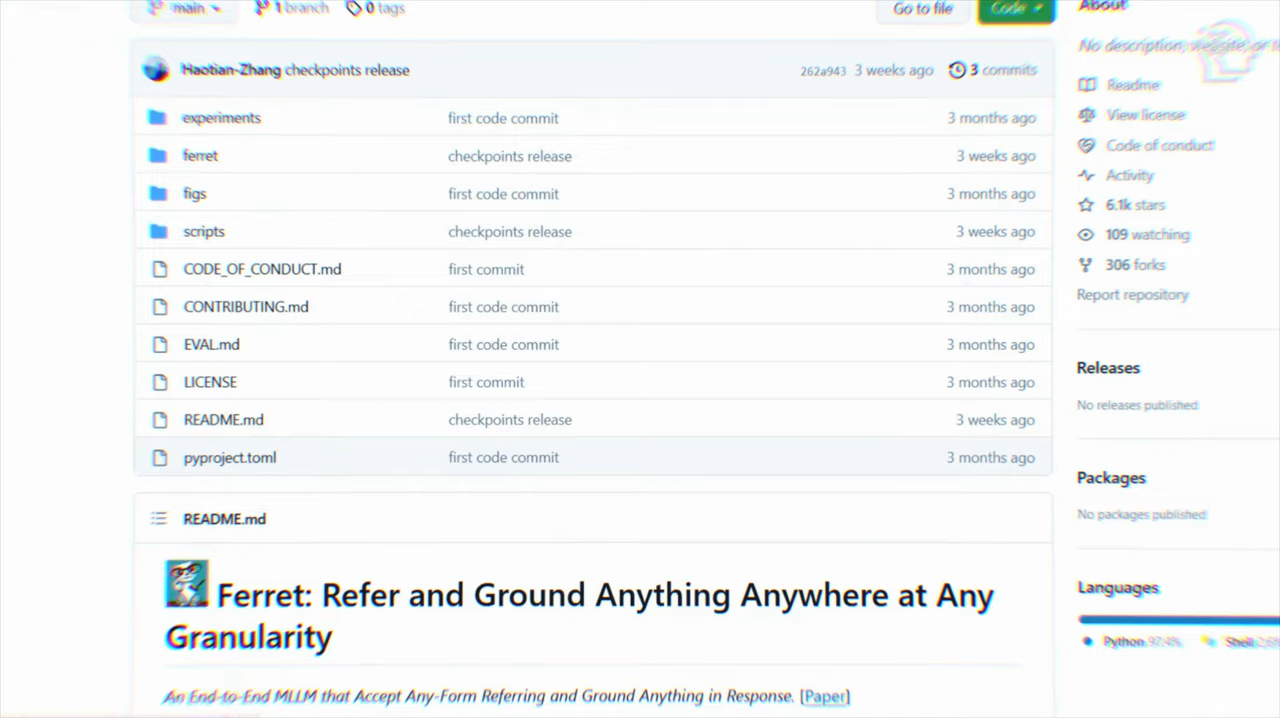 main 1 branch 0 tags Go to file Code
Haotian-Zhang checkpoints release 262a943 3 weeks ago 3 commits
experiments first code commit 3 months ago
ferret checkpoints release 3 weeks ago
figs first code commit 3 months ago
scripts checkpoints release 3 weeks ago
CODE_OF_CONDUCT.md first commit 3 months ago
CONTRIBUTING.md first code commit 3 months ago
EVAL.md first code commit 3 months ago
LICENSE first commit 3 months ago
README.md checkpoints release 3 weeks ago
pyproject.toml first code commit 3 months ago
README.md
Ferret: Refer and Ground Anything Anywhere at Any
Granularity
An End-to-End MLLM that Accept Any-Form Referring and Ground Anything in Response. [Paper]
About
No description, website, or
Readme
View license
Code of conduct
Activity
6.1k stars
109 watching
306 forks
Report repository
Releases
No releases published
Packages
No packages published
Languages
Python 97.4% Shell